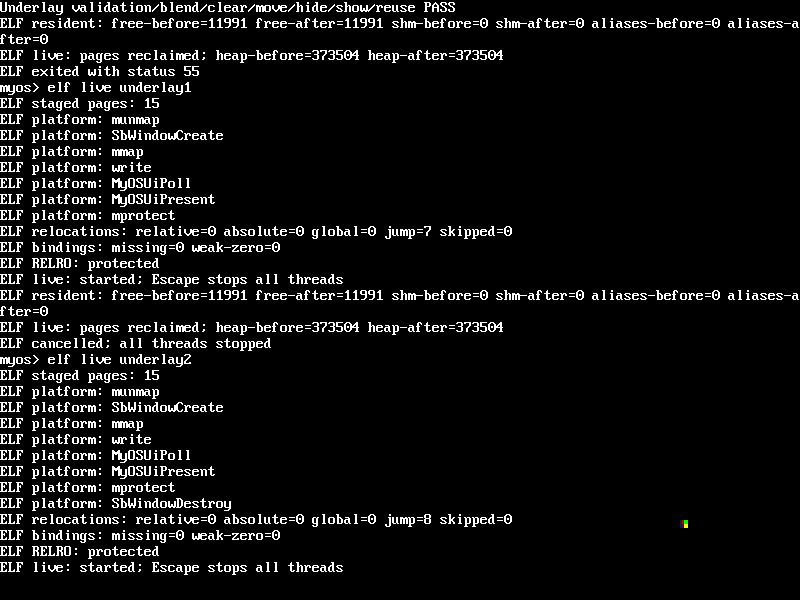 Underlay validation/blend/clear/move/hide/show/reuse PASS
ELF resident: free-before=11991 free-after=11991 shm-before=0 shm-after=0 aliases-before=0 aliases-a
fter=0
ELF live: pages reclaimed; heap-before=373504 heap-after=373504
ELF exited with status 55
myos> elf live underlay1
ELF staged pages: 15
ELF platform: munmap
ELF platform: SbWindowCreate
ELF platform: mmap
ELF platform: write
ELF platform: MyOSUiPoll
ELF platform: MyOSUiPresent
ELF platform: mprotect
ELF relocations: relative=0 absolute=0 global=0 jump=7 skipped=0
ELF bindings: missing=0 weak-zero=0
ELF RELRO: protected
ELF live: started; Escape stops all threads
ELF resident: free-before=11991 free-after=11991 shm-before=0 shm-after=0 aliases-before=0 aliases-a
fter=0
ELF live: pages reclaimed; heap-before=373504 heap-after=373504
ELF cancelled; all threads stopped
myos> elf live underlay2
ELF staged pages: 15
ELF platform: munmap
ELF platform: SbWindowCreate
ELF platform: mmap
ELF platform: write
ELF platform: MyOSUiPoll
ELF platform: MyOSUiPresent
ELF platform: mprotect
ELF platform: SbWindowDestroy
ELF relocations: relative=0 absolute=0 global=0 jump=8 skipped=0
ELF bindings: missing=0 weak-zero=0
ELF RELRO: protected
ELF live: started; Escape stops all threads